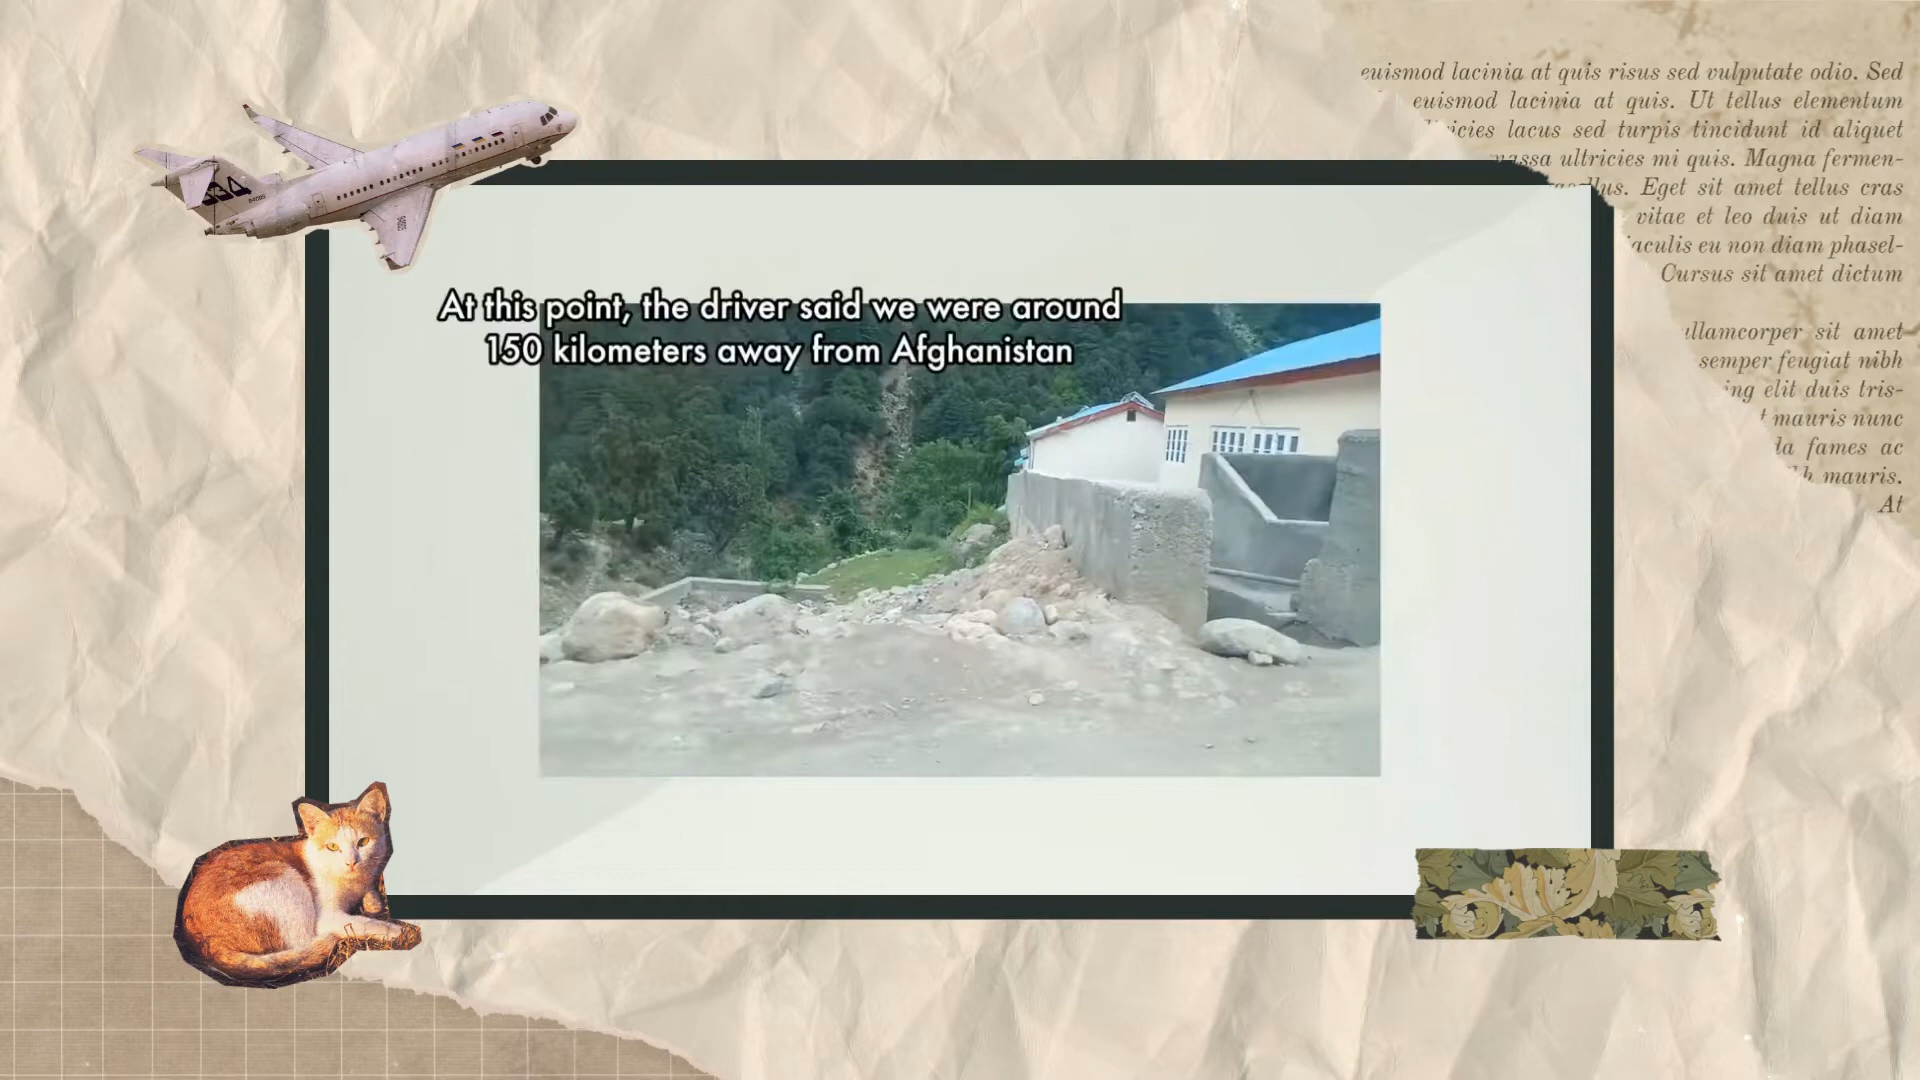 euismod lacinia at quis risus sed vulputate odio. Sed
euismod lacinia at quis. Ut tellus elementum
lacus sed turpis tincidunt id aliquet
massa ultricies mi quis. Magna fermen-
Eget sit amet tellus cras
vitae et leo duis ut diam
iaculis eu non diam phasel-
Cursus sit amet dictum
ullamcorper sit amet
semper feugiat nibh
elit duis tris-
mauris nunc
fames ac
mauris.
At
At this point, the driver said we were around
150 kilometers away from Afghanistan